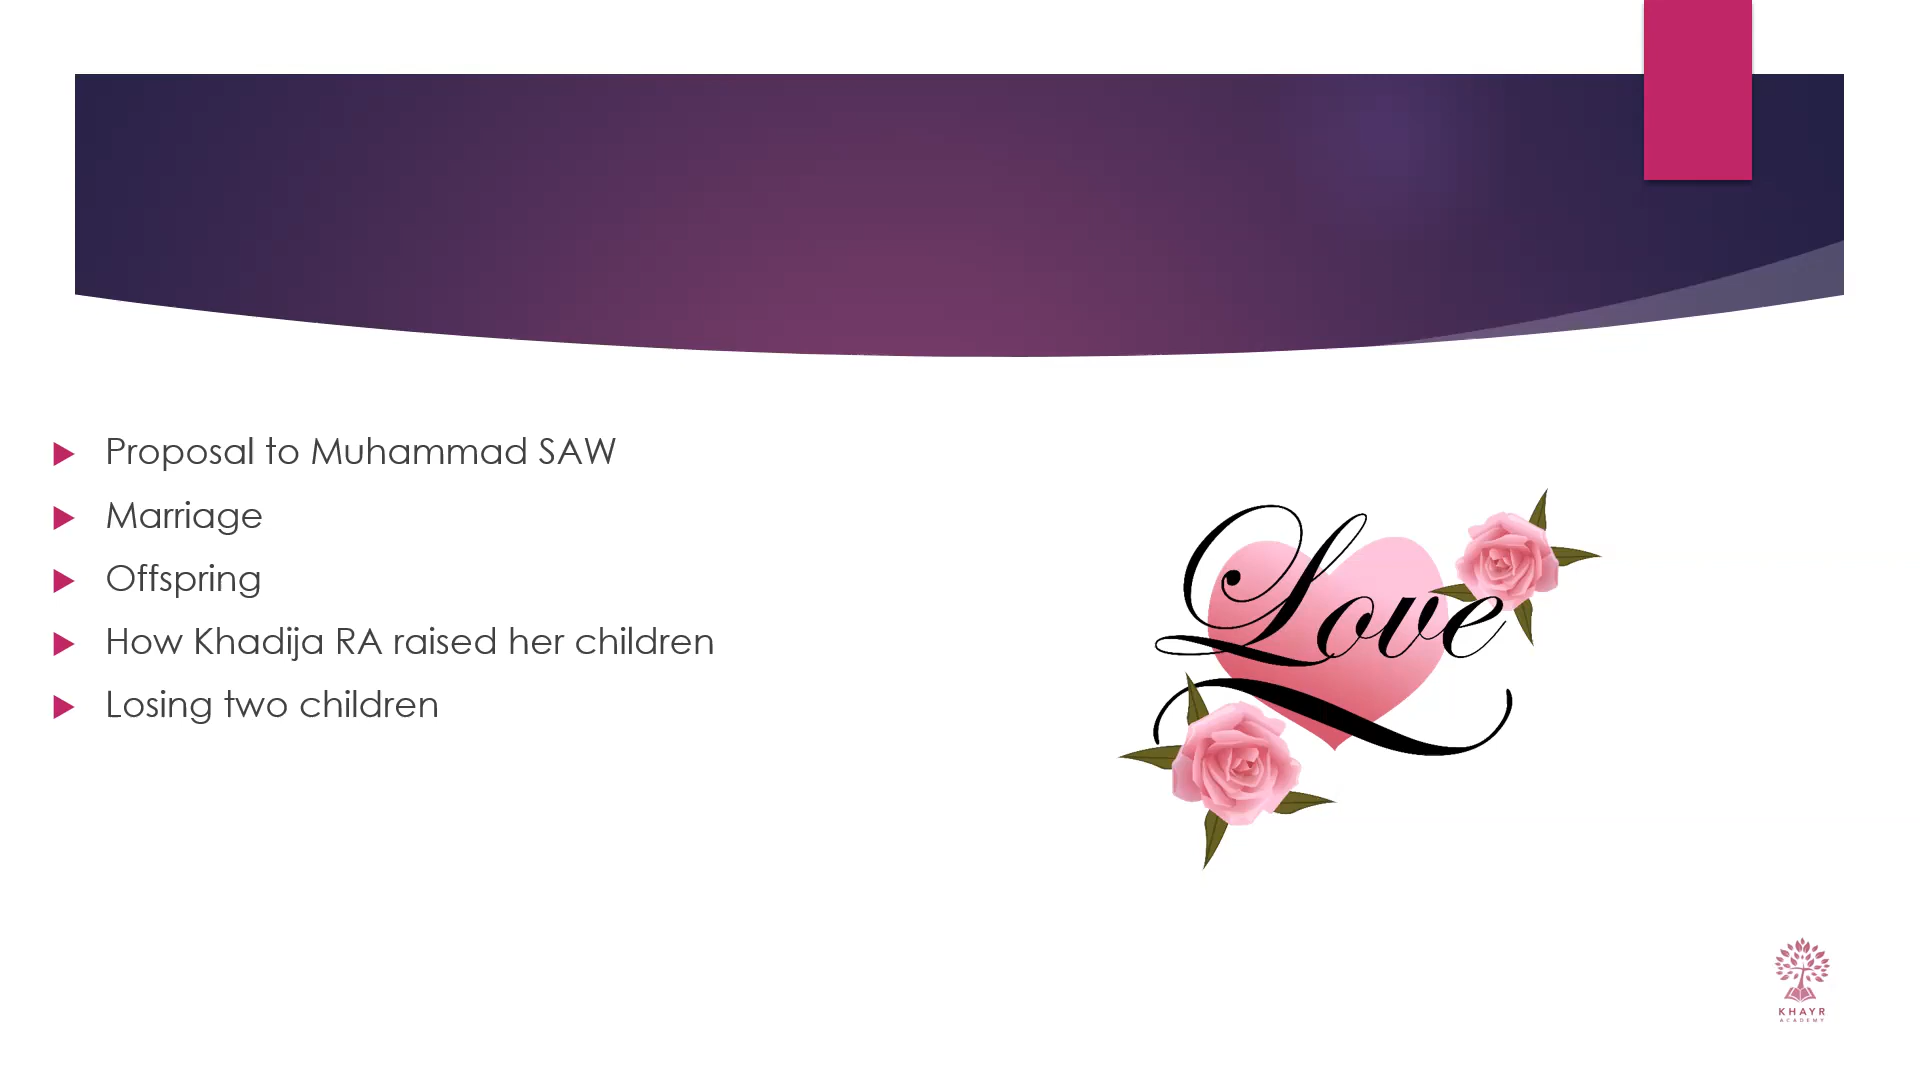 Proposal to Muhammad SAW
Marriage
Offspring
How Khadija RA raised her children
Losing two children
Love
KHAYR
ACADEMY